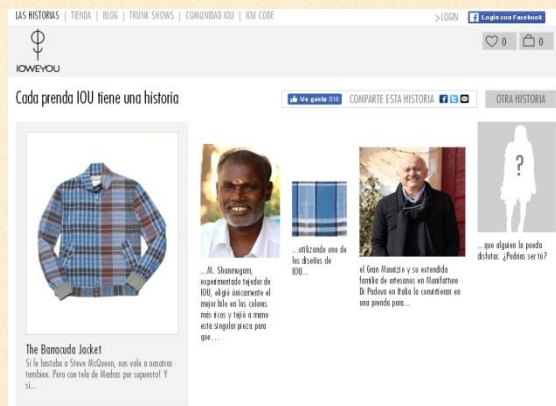 LAS HISTORIAS | TIENDA | BLOG | TRUNK SHOWS | COMUNIDAD IOU | IOU CODE
>LOGIN
Login con Facebook
IOWEYOU
0 0
Cada prenda IOU tiene una historia
Me gusta
COMPARTE ESTA HISTORIA
OTRA HISTORIA
?
...M. Shanmugam,
experimentado tejedor de
IOU, eligió únicamente el
mejor hilo en los colores
más ricos y tejió a mano
esta singular pieza para
que...
...utilizando uno de
los diseños de
IOU...
el Gran Maurizio y su extendida
familia de artesanos en Manifatture
Di Padova en Italia la convirtieron en
una prenda para...
...que alguien la pueda
disfutar. ¿Podrías ser tú?
The Barracuda Jacket
Si le bastaba a Steve McQueen, nos vale a nosotros
tambien. Pero con tela de Madras por supuesto! Y
si...